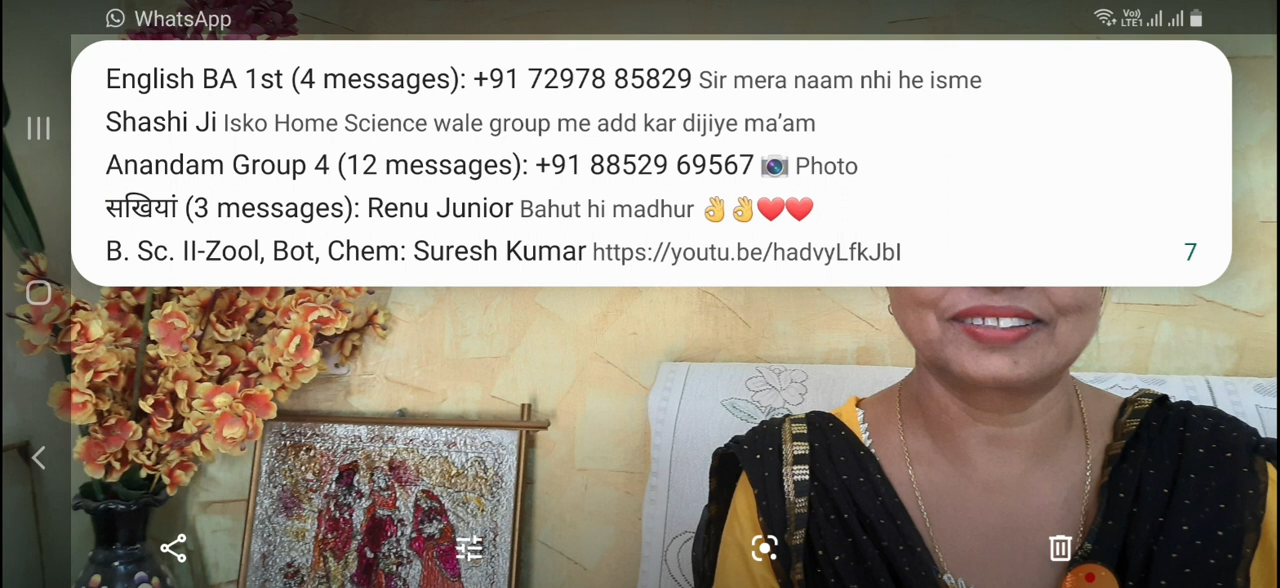 WhatsApp
Vo)) LTE1
English BA 1st (4 messages): +91 72978 85829 Sir mera naam nhi he isme
Shashi Ji Isko Home Science wale group me add kar dijiye ma’am
Anandam Group 4 (12 messages): +91 88529 69567 📷 Photo
सखियां (3 messages): Renu Junior Bahut hi madhur 👌👌❤️❤️
B. Sc. II-Zool, Bot, Chem: Suresh Kumar https://youtu.be/hadvyLfkJbI 7